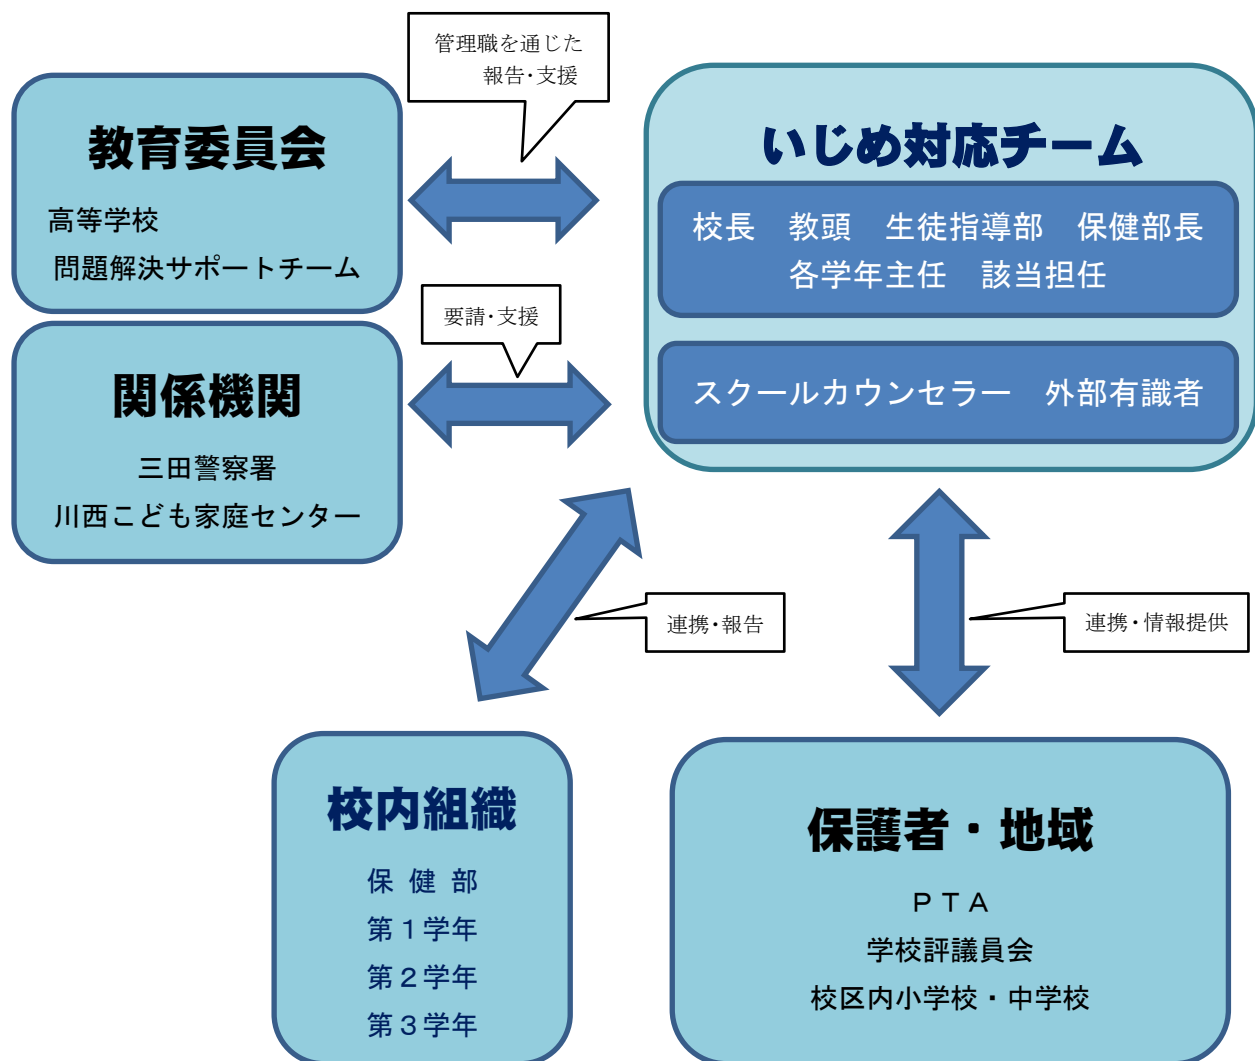 管理職を通じた
報告・支援
教育委員会
高等学校
問題解決サポートチーム
いじめ対応チーム
校長　教頭　生徒指導部　保健部長
各学年主任　該当担任
スクールカウンセラー　外部有識者
要請・支援
関係機関
三田警察署
川西こども家庭センター
連携・報告
連携・情報提供
校内組織
保 健 部
第１学年
第２学年
第３学年
保護者・地域
ＰＴＡ
学校評議員会
校区内小学校・中学校